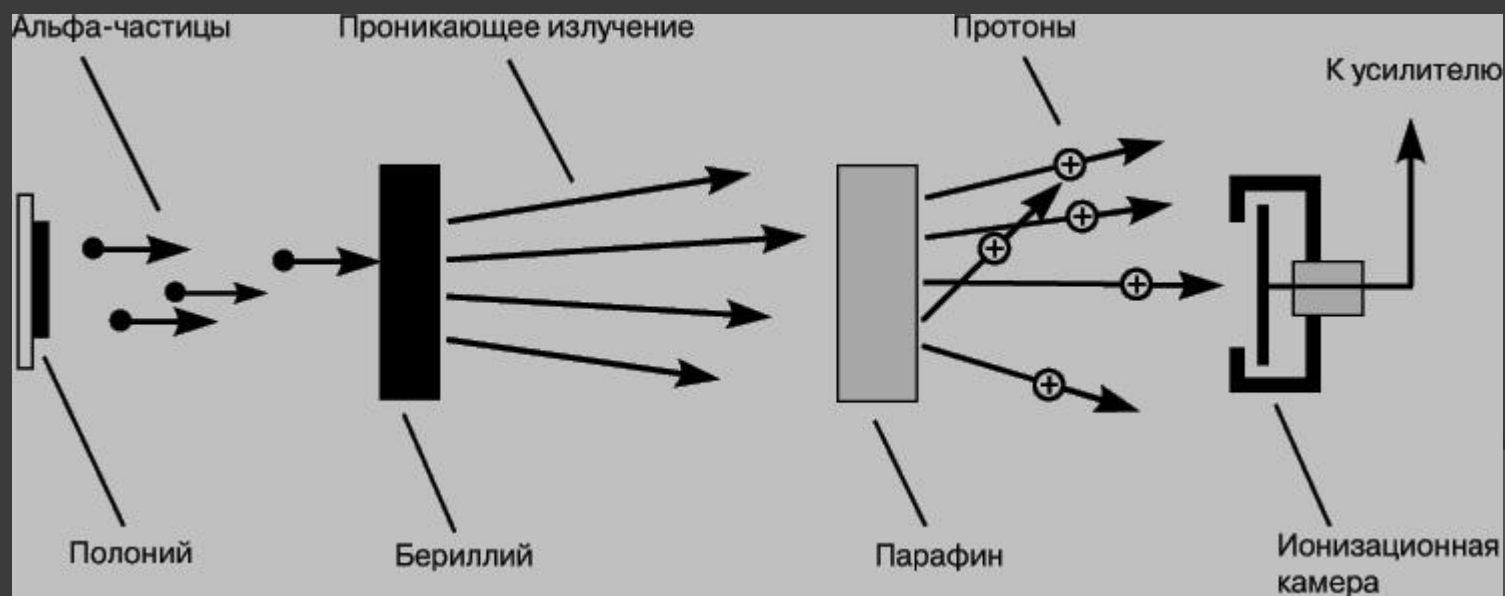 Альфа-частицы
Проникающее излучение
Протоны
К усилителю
Полоний
Бериллий
Парафин
Ионизационная
камера